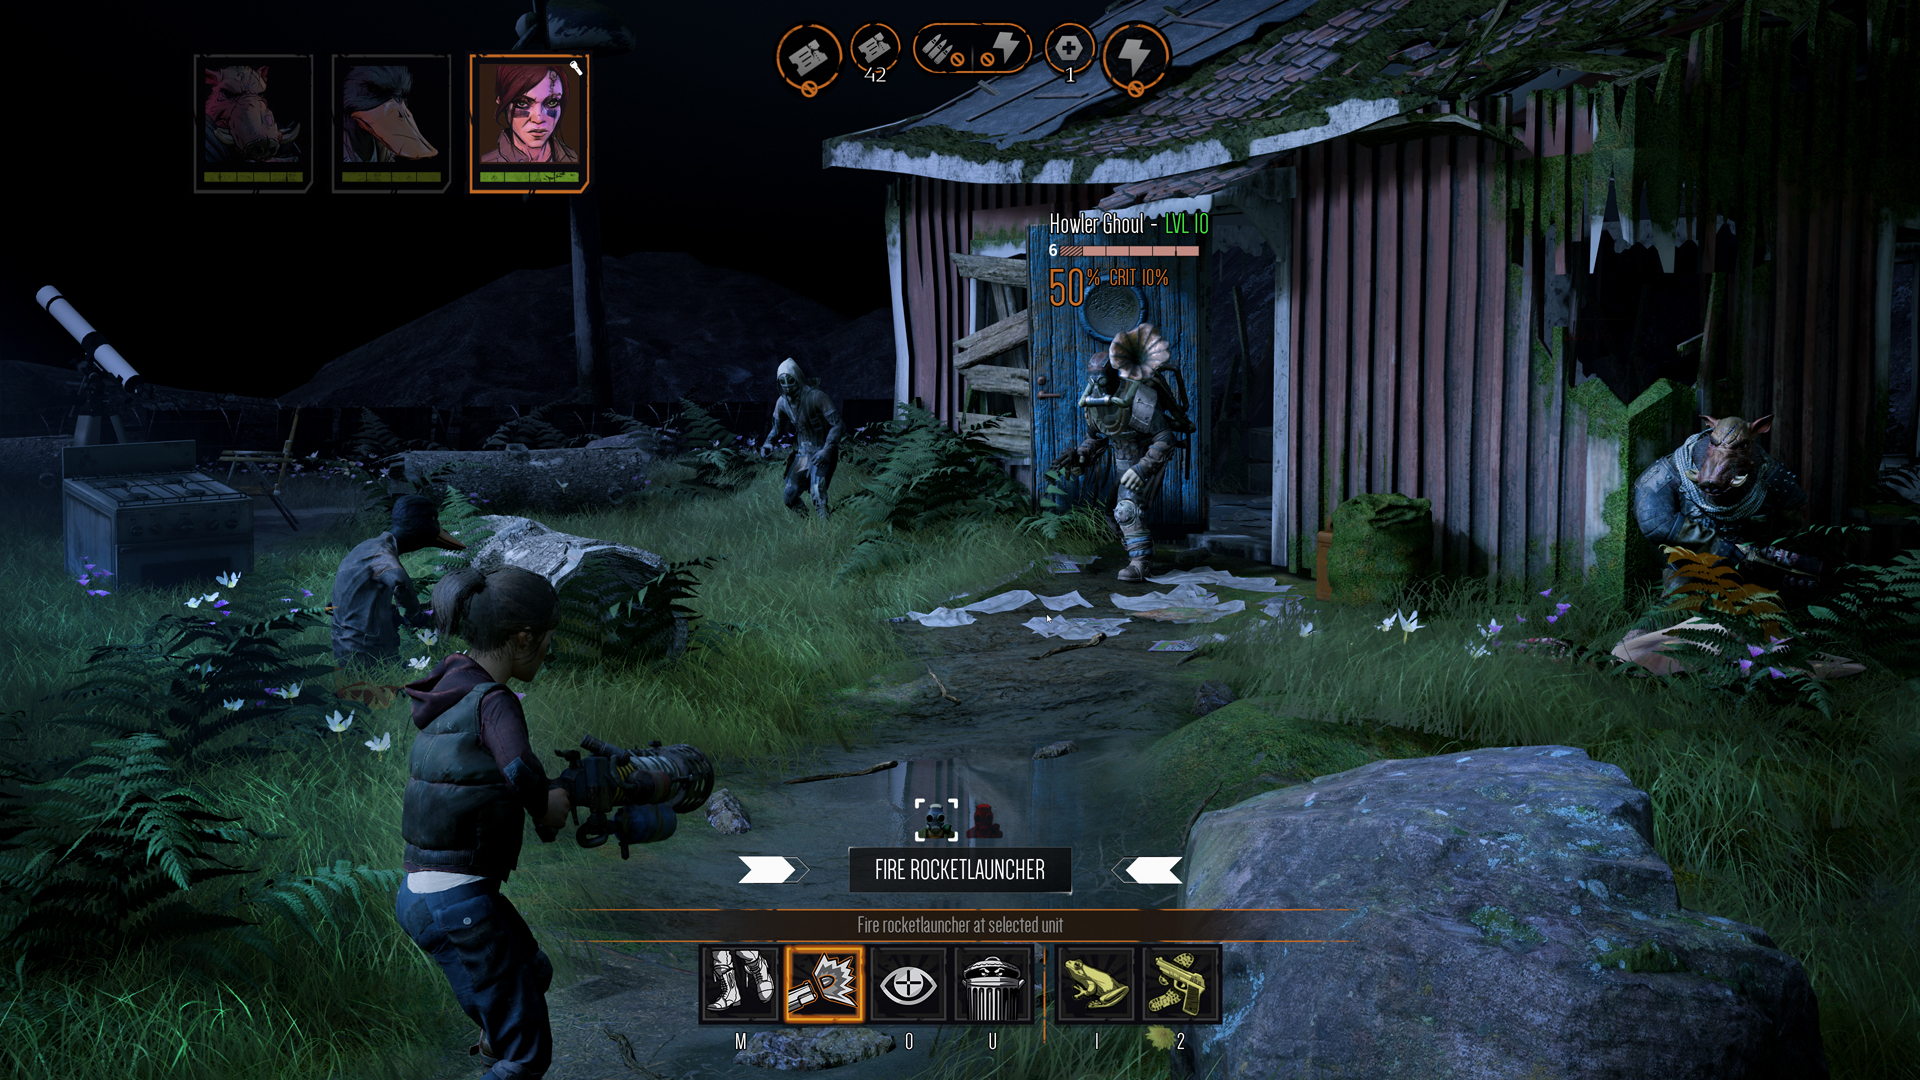 42
1
Howler Ghoul - LVL 10
6
50% CRIT 10%
FIRE ROCKETLAUNCHER
Fire rocketlauncher at selected unit
M O U I 2